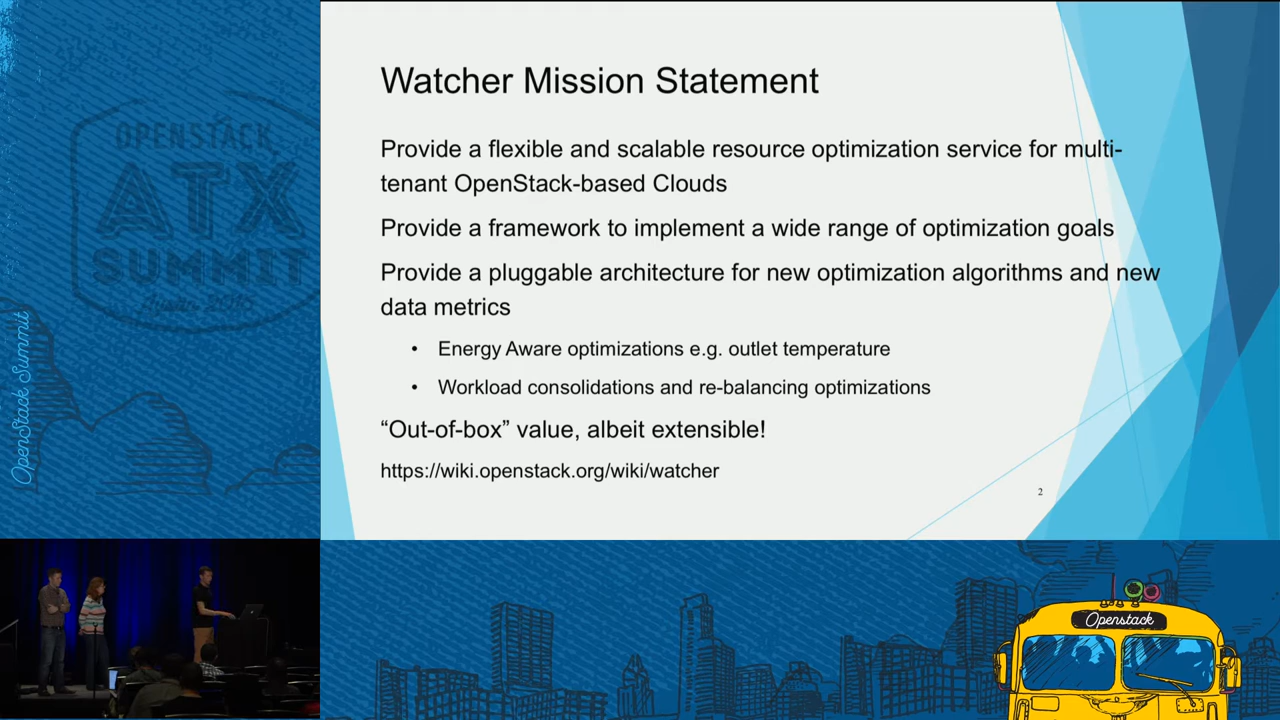 OPENSTACK
ATX
SUMMIT
Austin 2016
OpenStack Summit
Watcher Mission Statement
Provide a flexible and scalable resource optimization service for multi-
tenant OpenStack-based Clouds
Provide a framework to implement a wide range of optimization goals
Provide a pluggable architecture for new optimization algorithms and new
data metrics
• Energy Aware optimizations e.g. outlet temperature
• Workload consolidations and re-balancing optimizations
“Out-of-box” value, albeit extensible!
https://wiki.openstack.org/wiki/watcher
2
Openstack